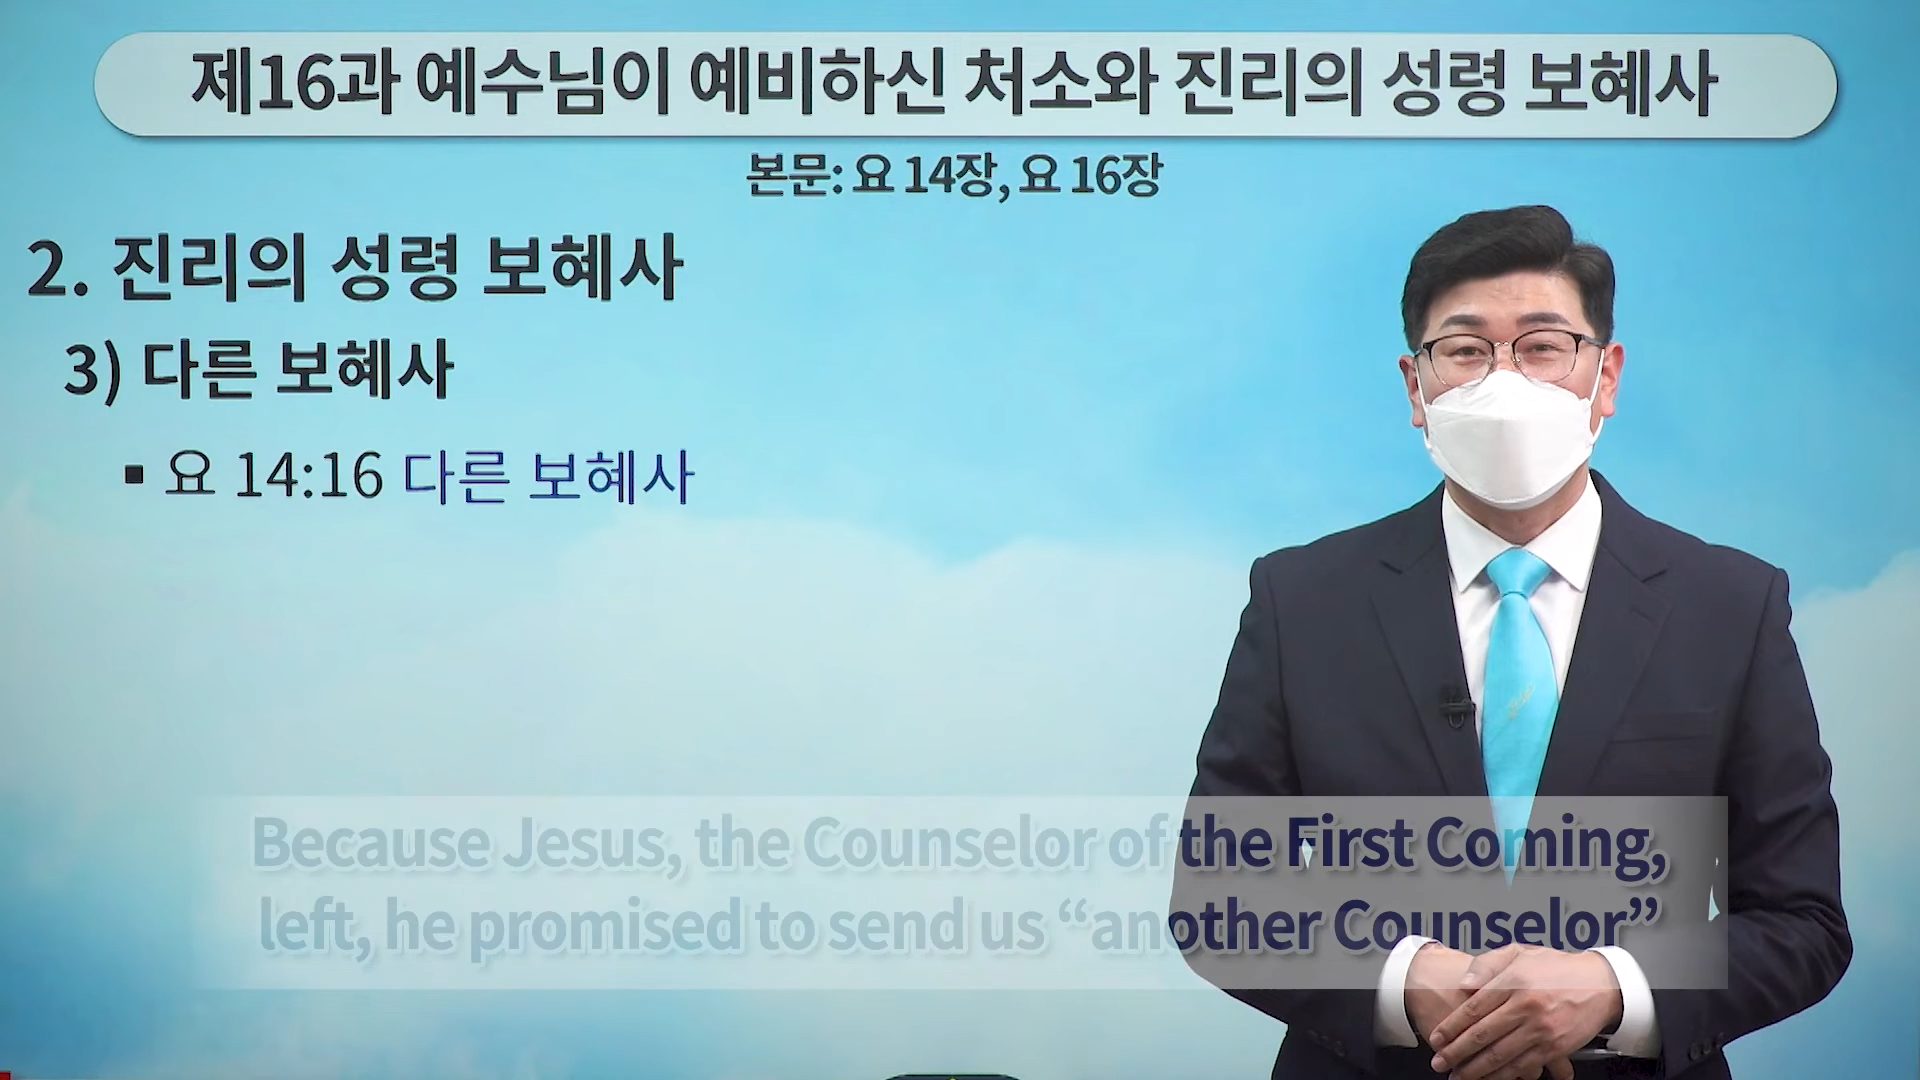 제16과 예수님이 예비하신 처소와 진리의 성령 보혜사
본문: 요 14장, 요 16장
2. 진리의 성령 보혜사
3) 다른 보혜사
▪ 요 14:16 다른 보혜사
Because Jesus, the Counselor of the First Coming,
left, he promised to send us “another Counselor”